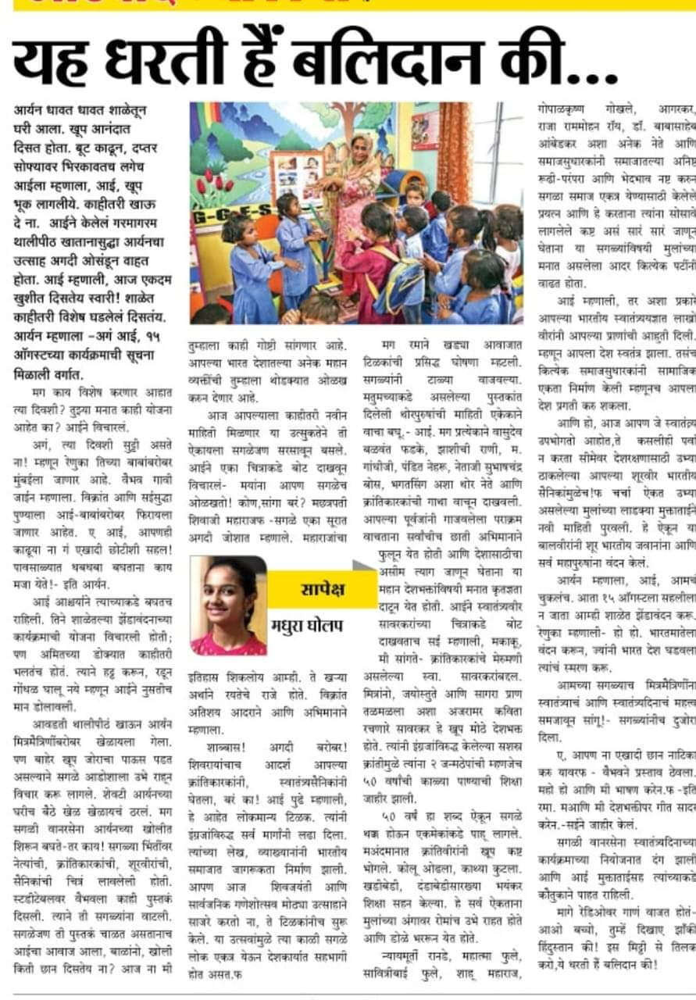 यह धरती हैं बलिदान की...
आर्यन धावत धावत शाळेतून
घरी आला. खूप आनंदात
दिसत होता. बूट काढून, दप्तर
सोफ्यावर भिरकावतच लगेच
आईला म्हणाला, आई, खूप
भूक लागलीये. काहीतरी खाऊ
दे ना. आईने केलेलं गरमागरम
थालीपीठ खातानासुद्धा आर्यनचा
उत्साह अगदी ओसंडून वाहत
होता. आई म्हणाली, आज एकदम
खुशीत दिसतेय स्वारी! शाळेत
काहीतरी विशेष घडलेलं दिसतंय.
आर्यन म्हणाला -अगं आई, १५
ऑगस्टच्या कार्यक्रमाची सूचना
मिळाली वर्गात.
मग काय विशेष करणार आहात
त्या दिवशी? तुझ्या मनात काही योजना
आहेत का? आईने विचारलं.
अगं, त्या दिवशी सुट्टी असते
ना! म्हणून रेणुका तिच्या बाबांबरोबर
मुंबईला जाणार आहे. वैभव गावी
जाईन म्हणाला. विक्रांत आणि सईसुद्धा
पुण्याला आई-बाबांबरोबर फिरायला
जाणार आहेत. ए आई, आपणही
काढूया ना गं एखादी छोटीशी सहल!
पावसाळ्यात धबधबा बघताना काय
मजा येते!- इति आर्यन.
आई आश्चर्याने त्याच्याकडे बघतच
राहिली. तिने शाळेतल्या झेंडावंदनाच्या
कार्यक्रमाची योजना विचारली होती;
पण अमितच्या डोक्यात काहीतरी
भलतंच होतं. त्याने हट्ट करून, रडून
गोंधळ घालू नये म्हणून आईने नुसतीच
मान डोलावली.
आवडती थालीपीठं खाऊन आर्यन
मित्रमैत्रिणींबरोबर खेळायला गेला.
पण बाहेर खूप जोराचा पाऊस पडत
असल्याने सगळे आडोशाला उभे राहून
विचार करू लागले. शेवटी आर्यनच्या
घरीच बैठे खेळ खेळायचं ठरलं. मग
सगळी वानरसेना आर्यनच्या खोलीत
शिरून बघते-तर काय! सगळ्या भिंतींवर
नेत्यांची, क्रांतिकारकांची, शूरवीरांची,
सैनिकांची चित्रं लावलेली होती.
स्टडीटेबलवर वैभवला काही पुस्तकं
दिसली. त्याने ती सगळ्यांना वाटली.
सगळेजण ती पुस्तकं चाळत असतानाच
आईचा आवाज आला, बाळांनो, खोली
किती छान दिसतेय ना? आज ना मी
तुम्हाला काही गोष्टी सांगणार आहे.
आपल्या भारत देशातल्या अनेक महान
व्यक्तींची तुम्हाला थोडक्यात ओळख
करुन देणार आहे.
आज आपल्याला काहीतरी नवीन
माहिती मिळणार या उत्सुकतेने ती
ऐकायला सगळेजण सरसावून बसले.
आईने एका चित्राकडे बोट दाखवून
विचारलं- मयांना आपण सगळेच
ओळखतो! कोण,सांगा बरं? मछत्रपती
शिवाजी महाराजफ -सगळे एका सूरात
अगदी जोशात म्हणाले. महाराजांचा
सापेक्ष
मधुरा घोलप
इतिहास शिकलोय आम्ही. ते खऱ्या
अर्थाने रयतेचे राजे होते. विक्रांत
अतिशय आदराने आणि अभिमानाने
म्हणाला.
शाब्बास! अगदी बरोबर!
शिवरायांचाच आदर्श आपल्या
क्रांतिकारकांनी, स्वातंत्र्यसैनिकांनी
घेतला, बरं का! आई पुढे म्हणाली,
हे आहेत लोकमान्य टिळक. त्यांनी
इंग्रजांविरुद्ध सर्व मार्गांनी लढा दिला.
त्यांच्या लेख, व्याख्यानांनी भारतीय
समाजात जागरूकता निर्माण झाली.
आपण आज शिवजयंती आणि
सार्वजनिक गणेशोत्सव मोठ्या उत्साहाने
साजरे करतो ना, ते टिळकांनीच सुरू
केले. या उत्सवांमुळे त्या काळी सगळे
लोक एकत्र येऊन देशकार्यात सहभागी
होत असत.फ
मग रमाने खड्या आवाजात
टिळकांची प्रसिद्ध घोषणा म्हटली.
सगळ्यांनी टाळ्या वाजवल्या.
मतुमच्याकडे असलेल्या पुस्तकांत
दिलेली थोरपुरुषांची माहिती एकेकाने
वाचा बघू.- आई. मग प्रत्येकाने वासुदेव
बळवंत फडके, झाशीची राणी, म.
गांधीजी, पंडित नेहरू, नेताजी सुभाषचंद्र
बोस, भगतसिंग अशा थोर नेते आणि
क्रांतिकारकांची गाथा वाचून दाखवली.
आपल्या पूर्वजांनी गाजवलेला पराक्रम
वाचताना सर्वांचीच छाती अभिमानाने
फुलून येत होती आणि देशासाठीचा
असीम त्याग जाणून घेताना या
महान देशभक्तांविषयी मनात कृतज्ञता
दाटून येत होती. आईने स्वातंत्र्यवीर
सावरकरांच्या चित्राकडे बोट
दाखवताच सई म्हणाली, मकाकू,
मी सांगते- क्रांतिकारकांचे मेरुमणी
असलेल्या स्वा. सावरकरांबद्दल.
मित्रांनो, जयोस्तुते आणि सागरा प्राण
तळमळला अशा अजरामर कविता
रचणारे सावरकर हे खूप मोठे देशभक्त
होते. त्यांनी इंग्रजांविरुद्ध केलेल्या सशस्र
क्रांतीमुळे त्यांना २ जन्मठेपांची म्हणजेच
५० वर्षांची काळ्या पाण्याची शिक्षा
जाहीर झाली.
५० वर्षं हा शब्द ऐकून सगळे
थक्क होऊन एकमेकांकडे पाहू लागले.
मअंदमानात क्रांतिवीरांनी खूप कष्ट
भोगले. कोलू ओढला, काथ्या कुटला.
खडीबेडी, दंडाबेडीसारख्या भयंकर
शिक्षा सहन केल्या. हे सर्व ऐकताना
मुलांच्या अंगावर रोमांच उभे राहत होते
आणि डोळे भररून येत होते.
न्यायमूर्ती रानडे, महात्मा फुले,
सावित्रीबाई फुले, शाहू महाराज,
गोपाळकृष्ण गोखले, आगरकर,
राजा राममोहन रॉय, डॉ. बाबासाहेब
आंबेडकर अशा अनेक नेते आणि
समाजसुधारकांनी समाजातल्या अनिष्ट
रूढी-परंपरा आणि भेदभाव नष्ट करुन
सगळा समाज एकत्र येण्यासाठी केलेले
प्रयत्न आणि हे करताना त्यांना सोसावे
लागलेले कष्ट असं सारं सारं जाणून
घेताना या सगळ्यांविषयी मुलांच्या
मनात असलेला आदर कित्येक पटींनी
वाढत होता.
आई म्हणाली, तर अशा प्रकारे
आपल्या भारतीय स्वातंत्र्ययज्ञात लाखो
वीरांनी आपल्या प्राणांची आहुती दिली.
म्हणून आपला देश स्वतंत्र झाला. तसंच
कित्येक समाजसुधारकांनी सामाजिक
एकता निर्माण केली म्हणूनच आपला
देश प्रगती करु शकला.
आणि हो, आज आपण जे स्वातंत्र्य
उपभोगतो आहोत,ते कसलीही पर्वा
न करता सीमेवर देशरक्षणासाठी उभ्या
ठाकलेल्या आपल्या शूरवीर भारतीय
सैनिकांमुळेच!फ चर्चा ऐकत उभ्या
असलेल्या मुलांच्या लाडक्या मुक्ताताईने
नवी माहिती पुरवली. हे ऐकून या
बालवीरांनी शूर भारतीय जवानांना आणि
सर्व महापुरुषांना वंदन केलं.
आर्यन म्हणाला, आई, आमचं
चुकलंच. आता १५ ऑगस्टला सहलीला
न जाता आम्ही शाळेत झेंडावंदन करू.
रेणुका म्हणाली- हो हो. भारतमातेला
वंदन करून, ज्यांनी भारत देश घडवला
त्यांचं स्मरण करू.
आमच्या सगळ्याच मित्रमैत्रिणींना
स्वातंत्र्याचं आणि स्वातंत्र्यदिनाचं महत्व
समजावून सांगू!- सगळ्यांनीच दुजोरा
दिला.
ए, आपण ना एखादी छान नाटिका
करु यावरफ - वैभवने प्रस्ताव ठेवला.
महो हो आणि मी भाषण करेन.फ -इति
रमा. मआणि मी देशभक्तीपर गीत सादर
करेन.-सईने जाहीर केलं.
सगळी वानरसेना स्वातंत्र्यदिनाच्या
कार्यक्रमाच्या नियोजनात दंग झाली
आणि आई मुक्ताताईसह त्यांच्याकडे
कौतुकाने पाहत राहिली.
मागे रेडिओवर गाणं वाजत होतं-
आओ बच्चो, तुम्हें दिखाए झाँकी
हिंदुस्तान की! इस मिट्टी से तिलक
करो,ये धरती हैं बलिदान की!